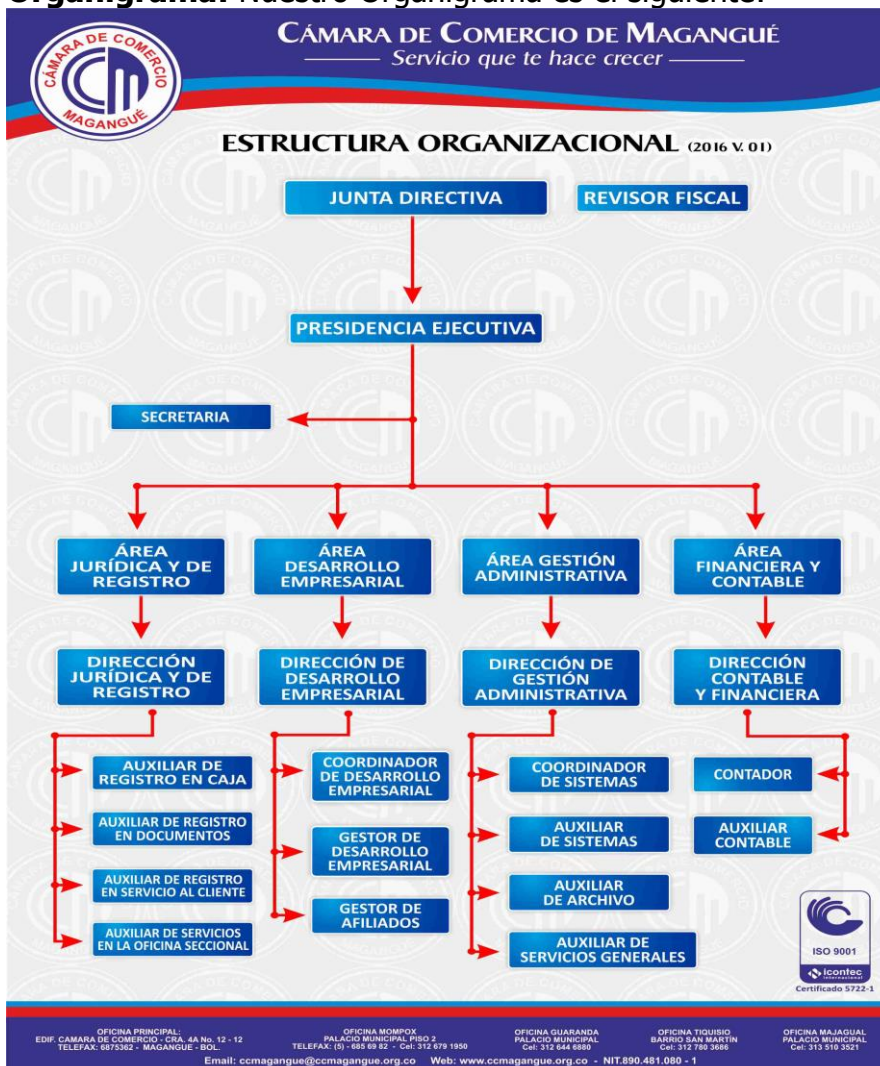 Organigrama: Nuestro Organigrama es el siguiente:
CÁMARA DE COMERCIO DE MAGANGUÉ
Servicio que te hace crecer
CÁMARA DE COMERCIO
MAGANGUÉ
ESTRUCTURA ORGANIZACIONAL (2016 V. 01)
JUNTA DIRECTIVA
REVISOR FISCAL
PRESIDENCIA EJECUTIVA
SECRETARIA
ÁREA
JURÍDICA Y DE
REGISTRO
ÁREA
DESARROLLO
EMPRESARIAL
ÁREA GESTIÓN
ADMINISTRATIVA
ÁREA
FINANCIERA Y
CONTABLE
DIRECCIÓN
JURÍDICA Y DE
REGISTRO
DIRECCIÓN DE
DESARROLLO
EMPRESARIAL
DIRECCIÓN DE
GESTIÓN
ADMINISTRATIVA
DIRECCIÓN
CONTABLE
Y FINANCIERA
AUXILIAR DE
REGISTRO EN CAJA
AUXILIAR DE REGISTRO
EN DOCUMENTOS
AUXILIAR DE REGISTRO
EN SERVICIO AL CLIENTE
AUXILIAR DE SERVICIOS
EN LA OFICINA SECCIONAL
COORDINADOR
DE DESARROLLO
EMPRESARIAL
GESTOR DE
DESARROLLO
EMPRESARIAL
GESTOR DE
AFILIADOS
COORDINADOR
DE SISTEMAS
AUXILIAR
DE SISTEMAS
AUXILIAR
DE ARCHIVO
AUXILIAR DE
SERVICIOS GENERALES
CONTADOR
AUXILIAR
CONTABLE
ISO 9001
icontec
internacional
Certificado 5722-1
OFICINA PRINCIPAL:
EDIF. CAMARA DE COMERCIO - CRA. 4A No. 12 - 12
TELEFAX: 6875362 - MAGANGUE - BOL.
OFICINA MOMPOX
PALACIO MUNICIPAL PISO 2
TELEFAX: (5) - 685 69 82 - Cel: 312 679 1950
OFICINA GUARANDA
PALACIO MUNICIPAL
Cel: 312 644 6880
OFICINA TIQUISIO
BARRIO SAN MARTÍN
Cel: 312 780 3686
OFICINA MAJAGUAL
PALACIO MUNICIPAL
Cel: 313 510 3521
Email: ccmagangue@ccmagangue.org.co Web: www.ccmagangue.org.co - NIT.890.481.080 - 1